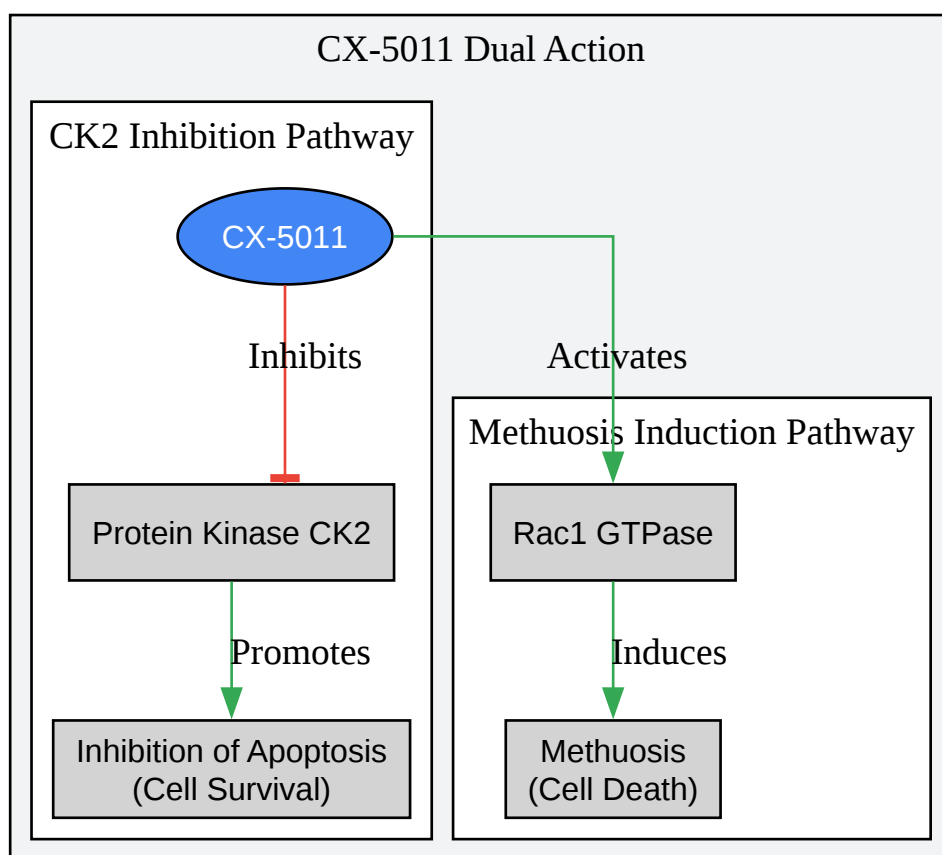 CX-5011 Dual Action
CK2 Inhibition Pathway
CX-5011
Inhibits
Activates
Methuosis Induction Pathway
Protein Kinase CK2
Rac1 GTPase
Promotes
Induces
Inhibition of Apoptosis
(Cell Survival)
Methuosis
(Cell Death)